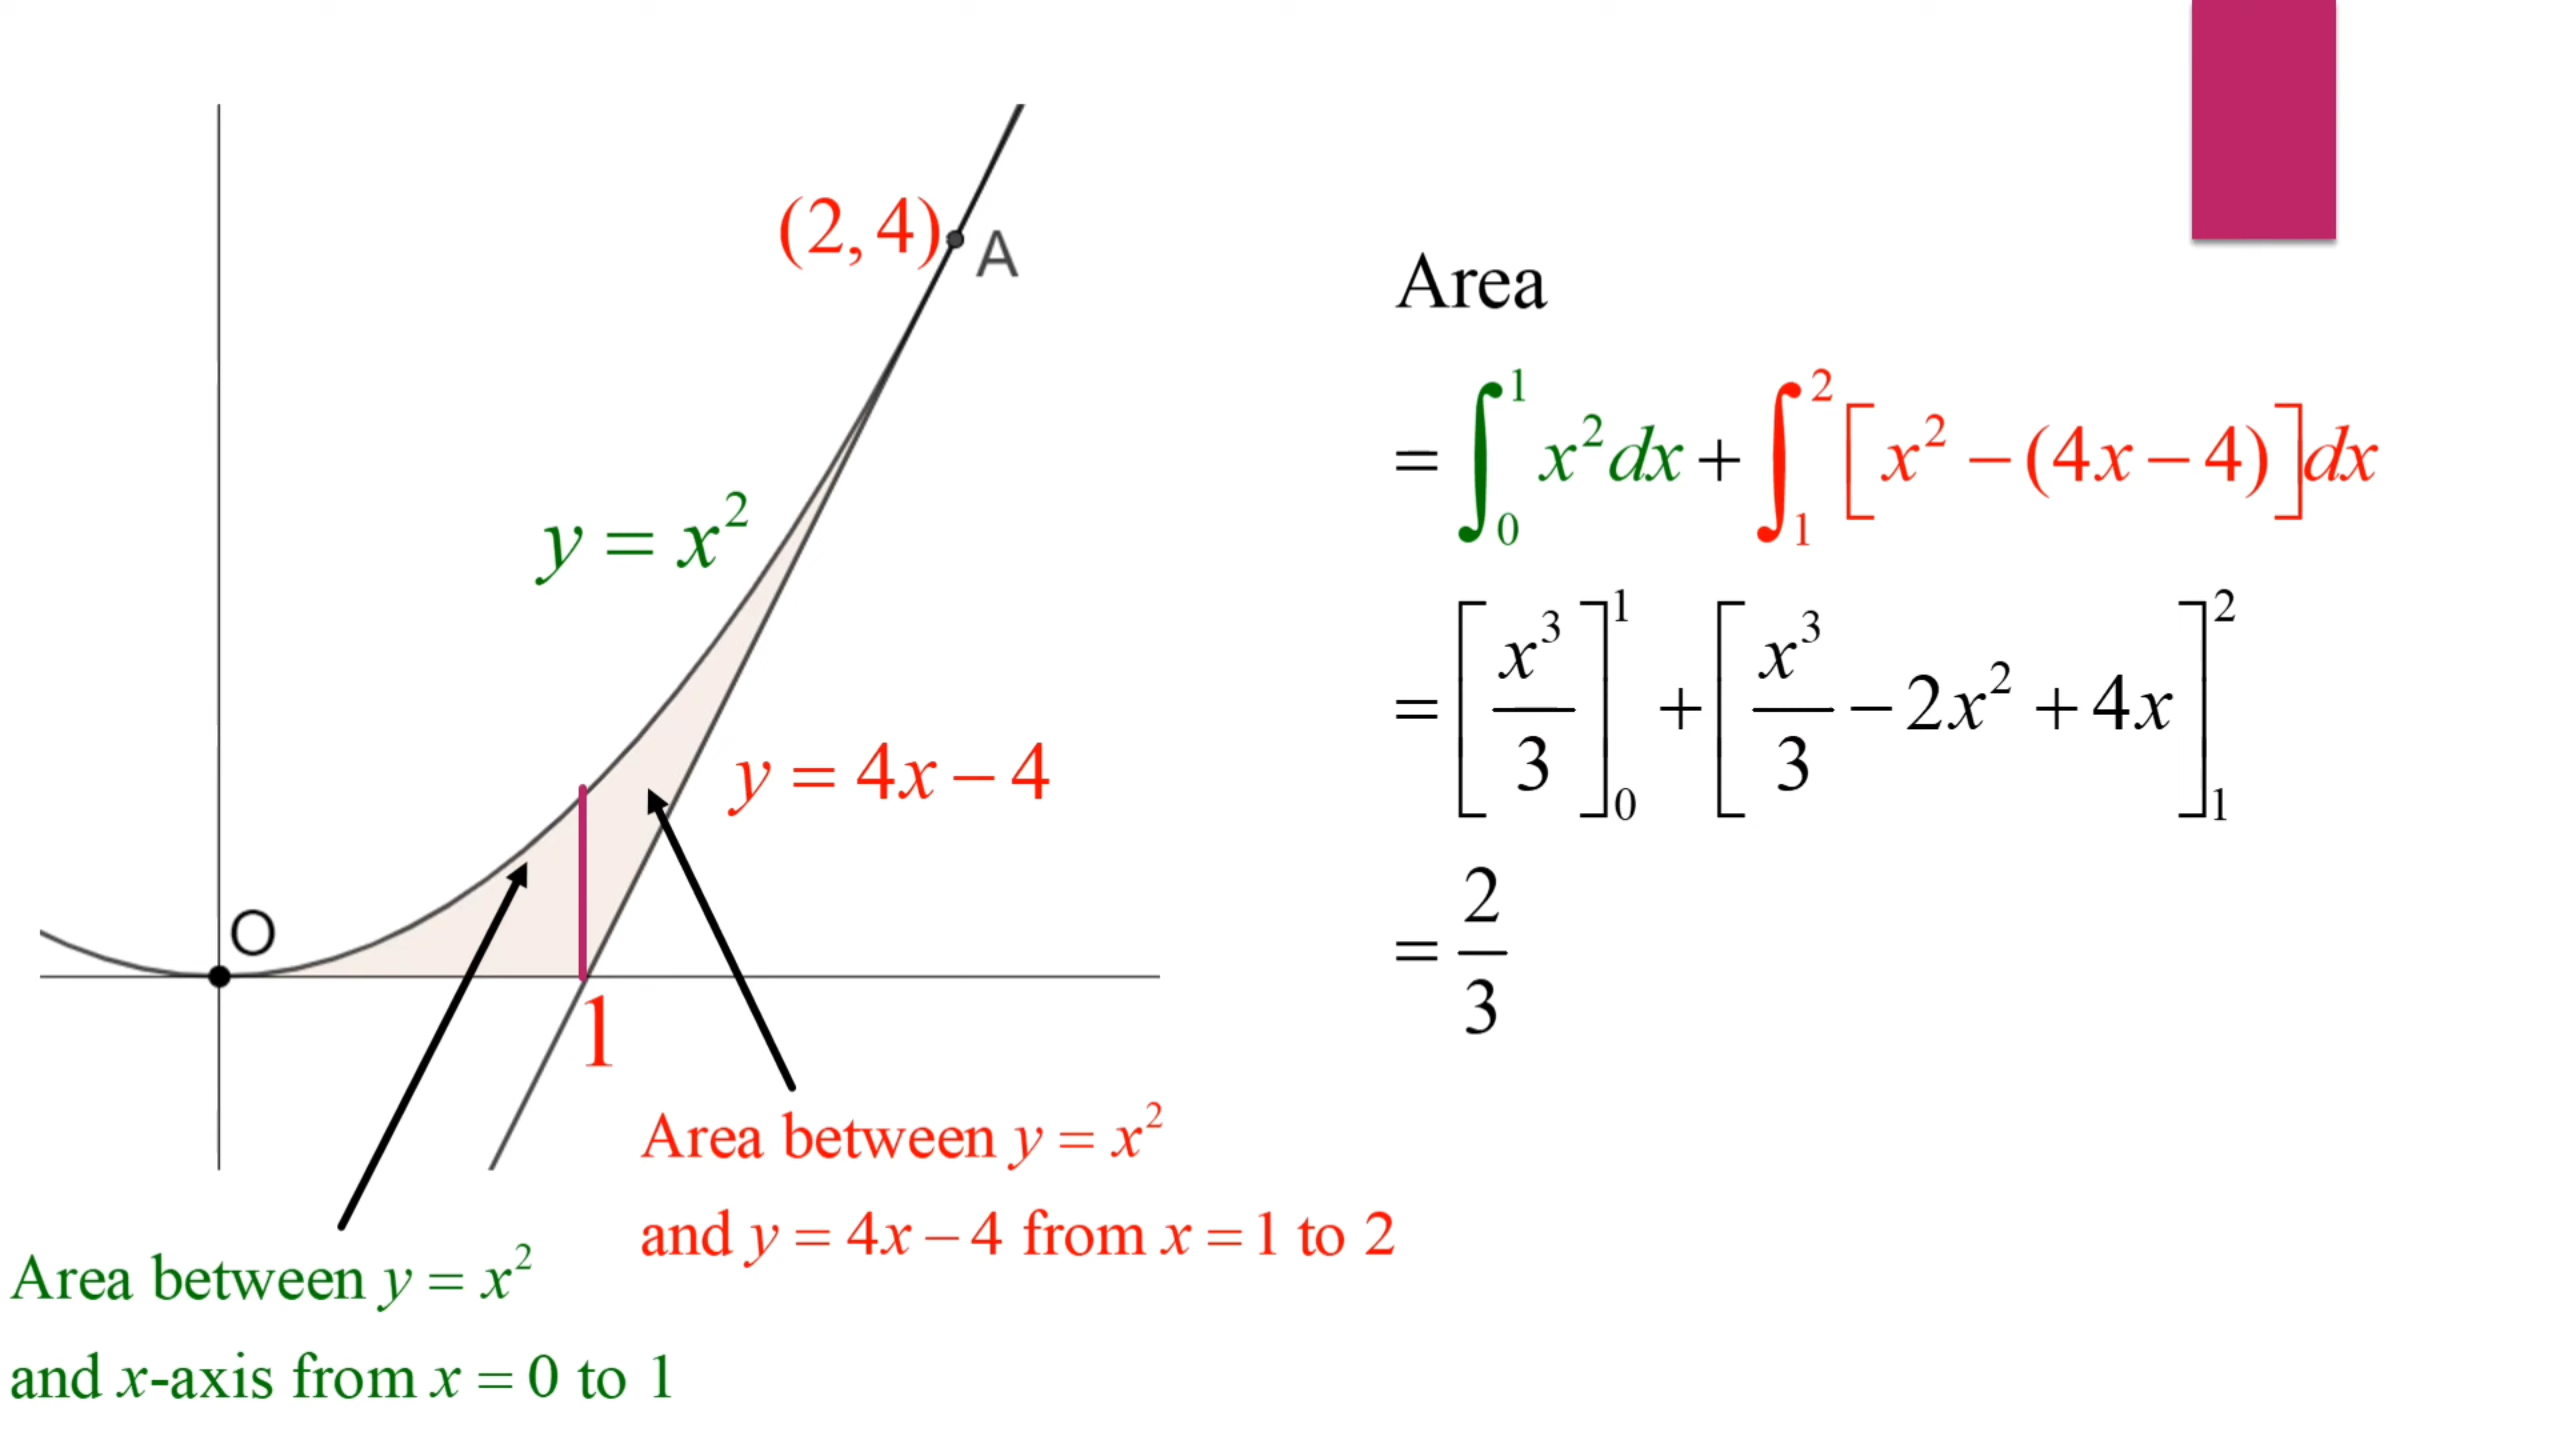 (2, 4)
A
y = x²
y = 4x − 4
O
1
Area between y = x²
and y = 4x − 4 from x = 1 to 2
Area between y = x²
and x-axis from x = 0 to 1
Area
= ∫₀¹ x² dx + ∫₁² [x² − (4x − 4)] dx
= [x³/3]₀¹ + [x³/3 − 2x² + 4x]₁²
= 2/3